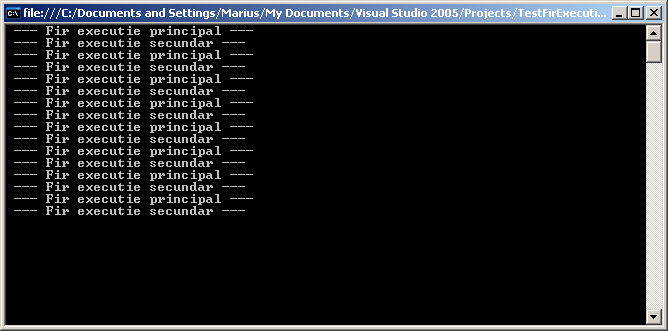 file:///C:/Documents and Settings/Marius/My Documents/Visual Studio 2005/Projects/TestFirExecuti...
--- Fir executie principal ---
--- Fir executie secundar ---
--- Fir executie principal ---
--- Fir executie secundar ---
--- Fir executie principal ---
--- Fir executie secundar ---
--- Fir executie principal ---
--- Fir executie secundar ---
--- Fir executie principal ---
--- Fir executie secundar ---
--- Fir executie principal ---
--- Fir executie secundar ---
--- Fir executie principal ---
--- Fir executie secundar ---
--- Fir executie principal ---
--- Fir executie secundar ---